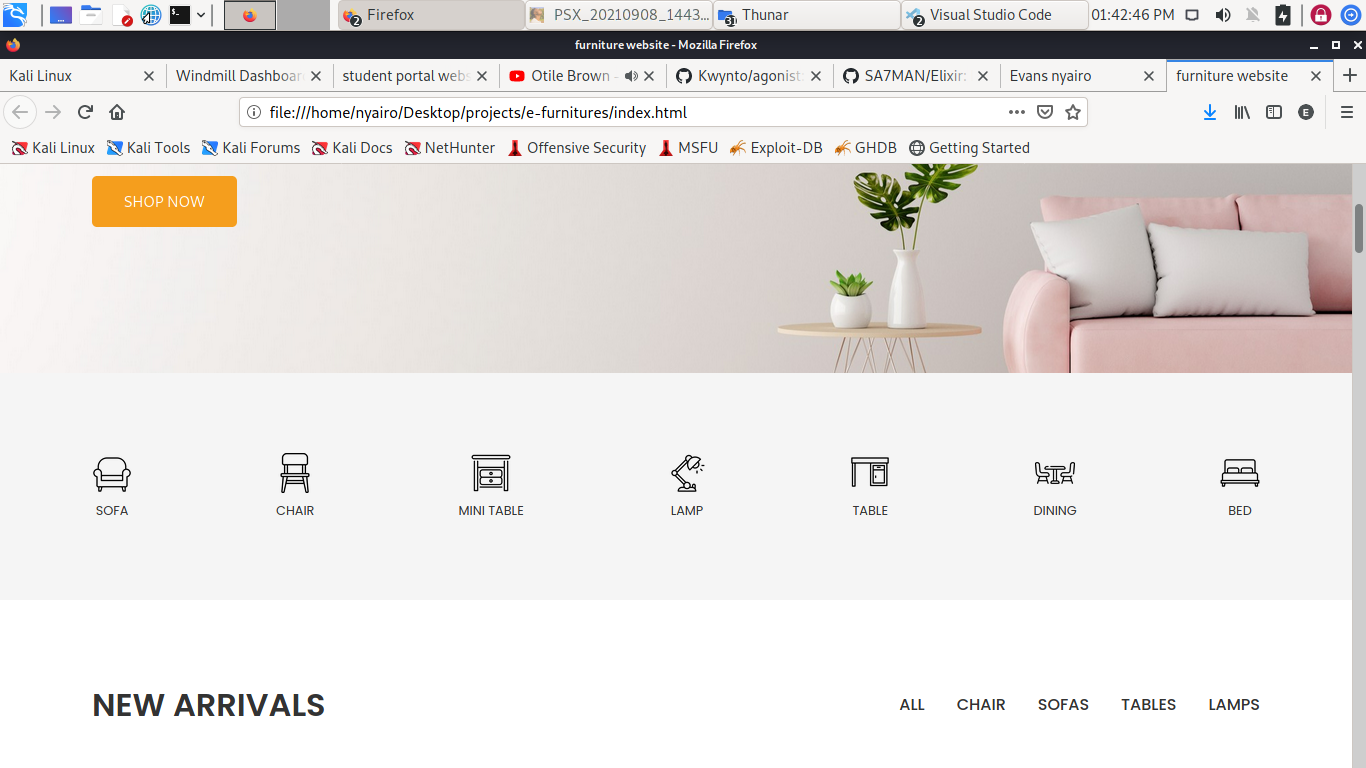 2 Firefox PSX_20210908_1443... 31 Thunar 2 Visual Studio Code 01:42:46 PM
furniture website - Mozilla Firefox
Kali Linux Windmill Dashboar student portal webs Otile Brown - Kwynto/agonist: SA7MAN/Elixir: Evans nyairo furniture website
file:///home/nyairo/Desktop/projects/e-furnitures/index.html E
Kali Linux Kali Tools Kali Forums Kali Docs NetHunter Offensive Security MSFU Exploit-DB GHDB Getting Started
SHOP NOW
SOFA CHAIR MINI TABLE LAMP TABLE DINING BED
NEW ARRIVALS ALL CHAIR SOFAS TABLES LAMPS